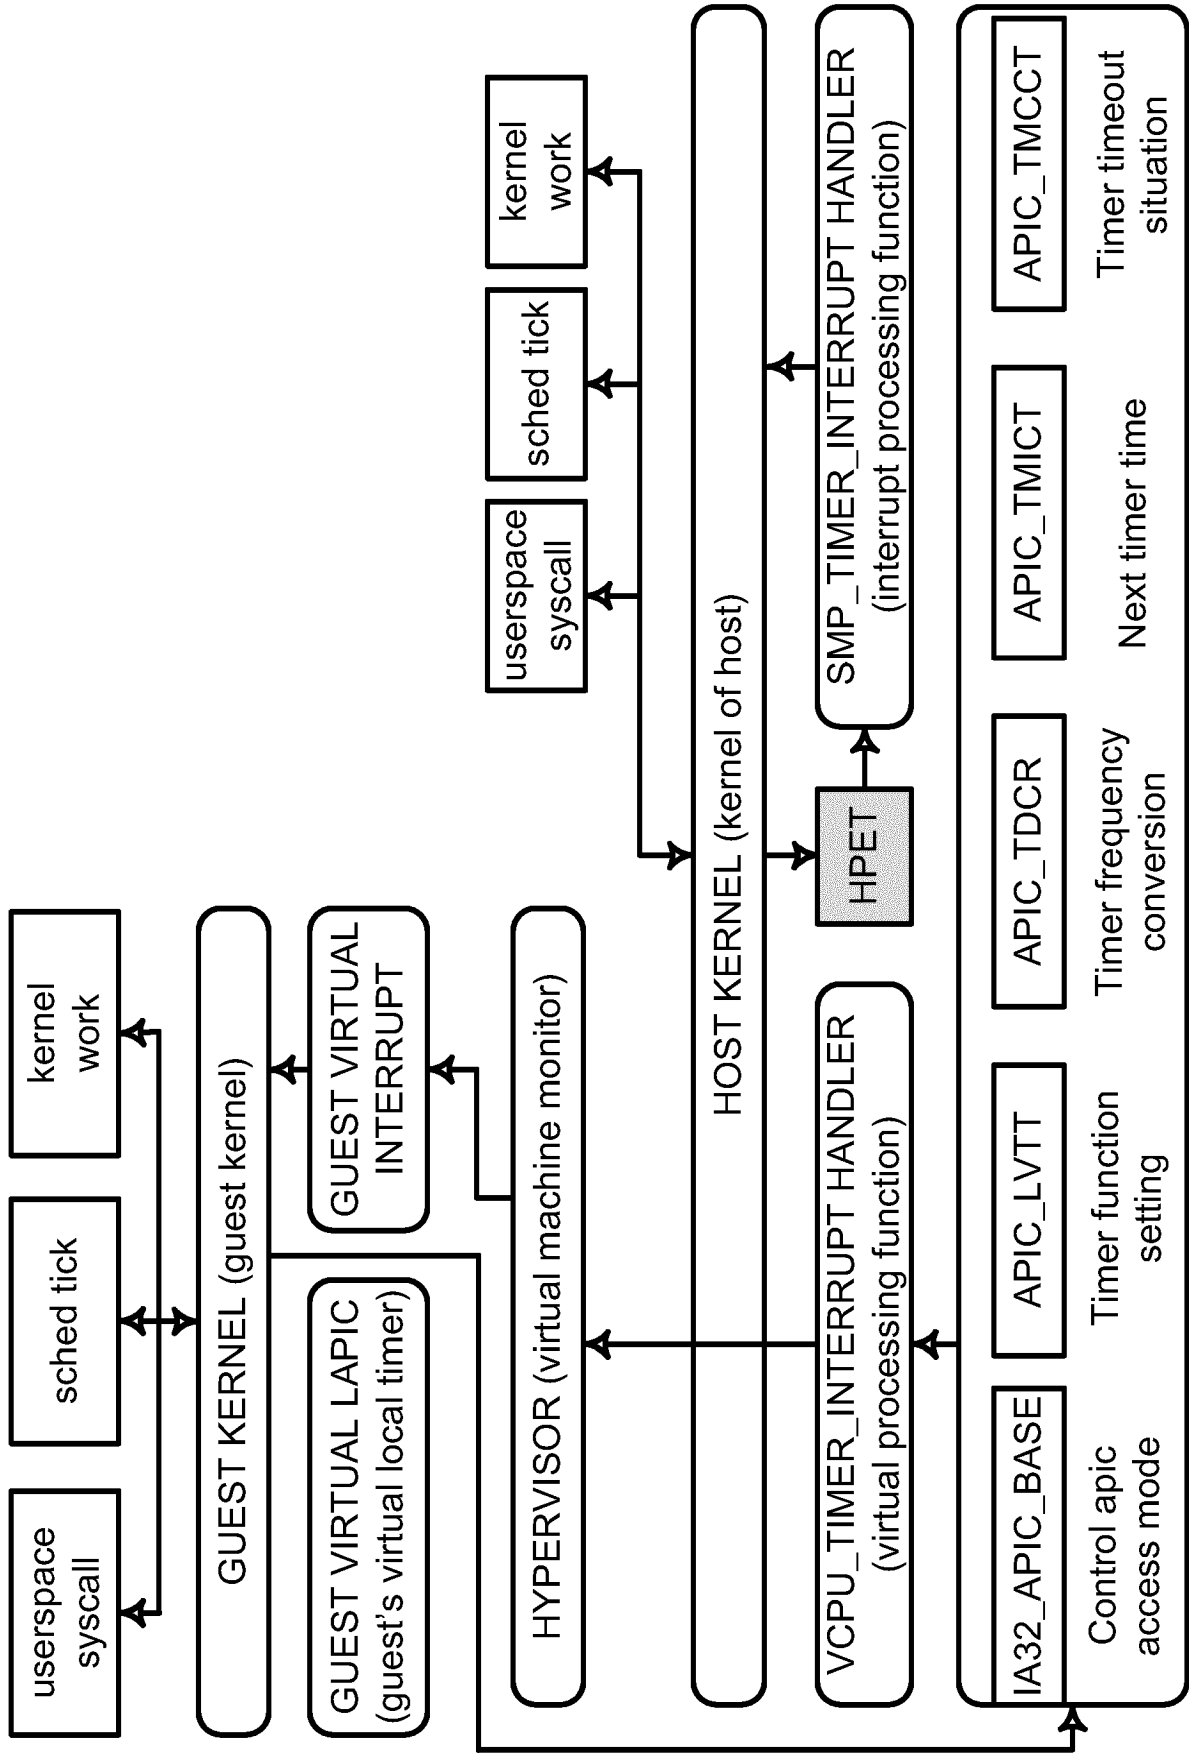 userspace
syscall
sched tick
kernel
work
GUEST KERNEL (guest kernel)
GUEST VIRTUAL LAPIC
(guest's virtual local timer)
GUEST VIRTUAL
INTERRUPT
userspace
syscall
sched tick
kernel
work
HYPERVISOR (virtual machine monitor)
HOST KERNEL (kernel of host)
VCPU_TIMER_INTERRUPT HANDLER
(virtual processing function)
HPET
SMP_TIMER_INTERRUPT HANDLER
(interrupt processing function)
IA32_APIC_BASE
Control apic
access mode
APIC_LVTT
Timer function
setting
APIC_TDCR
Timer frequency
conversion
APIC_TMICT
Next timer time
APIC_TMCCT
Timer timeout
situation